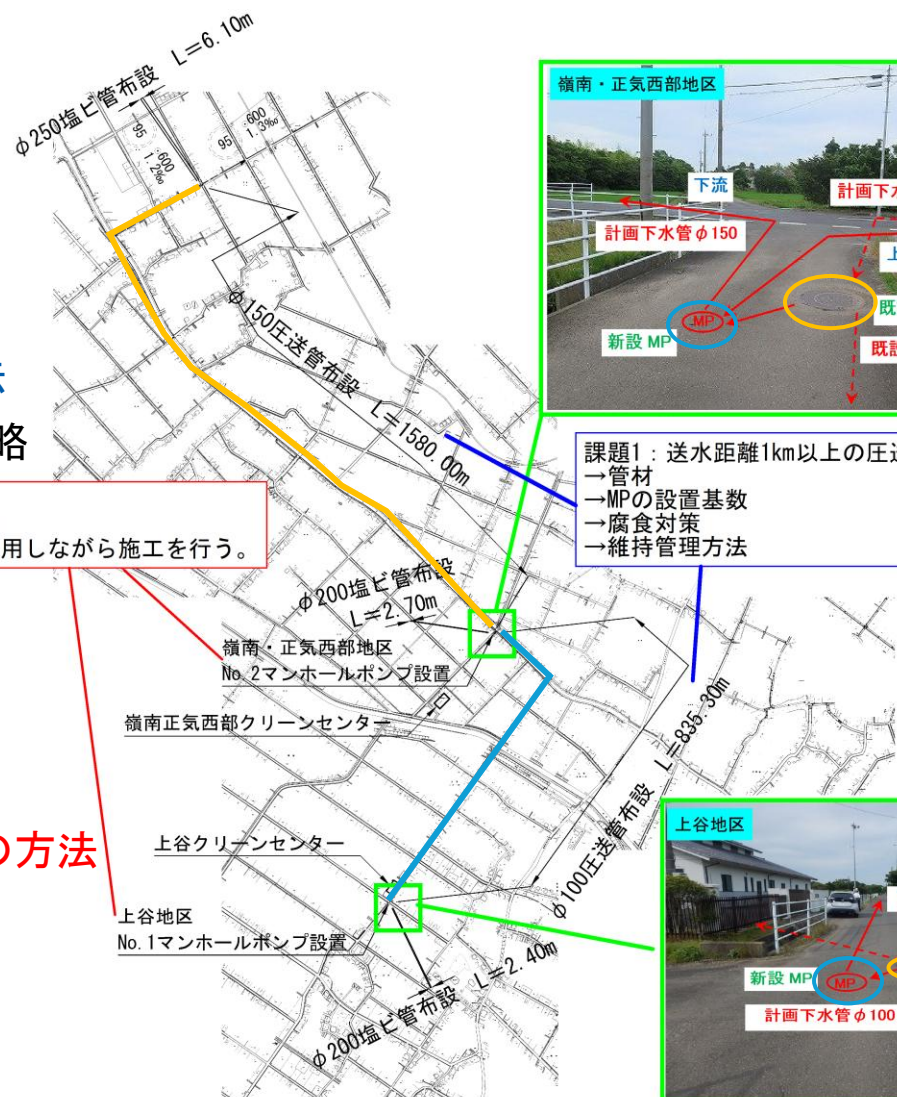 φ250塩ビ管布設 L=6.10m
95
600
1.2‰
95
600
1.3‰
嶺南・正気西部地区
下流
計画下水
計画下水管φ150
上
MP
新設 MP
既
既設
φ150圧送管布設 L=1580.00m
法
略
課題1：送水距離1km以上の圧送
→管材
→MPの設置基数
→腐食対策
→維持管理方法
用しながら施工を行う。
φ200塩ビ管布設
L=2.70m
嶺南・正気西部地区
No.2マンホールポンプ設置
嶺南正気西部クリーンセンター
φ100圧送管布設 L=835.30m
の方法
上谷クリーンセンター
上谷地区
No.1マンホールポンプ設置
φ200塩ビ管布設 L=2.40m
上谷地区
新設 MP
MP
計画下水管φ100